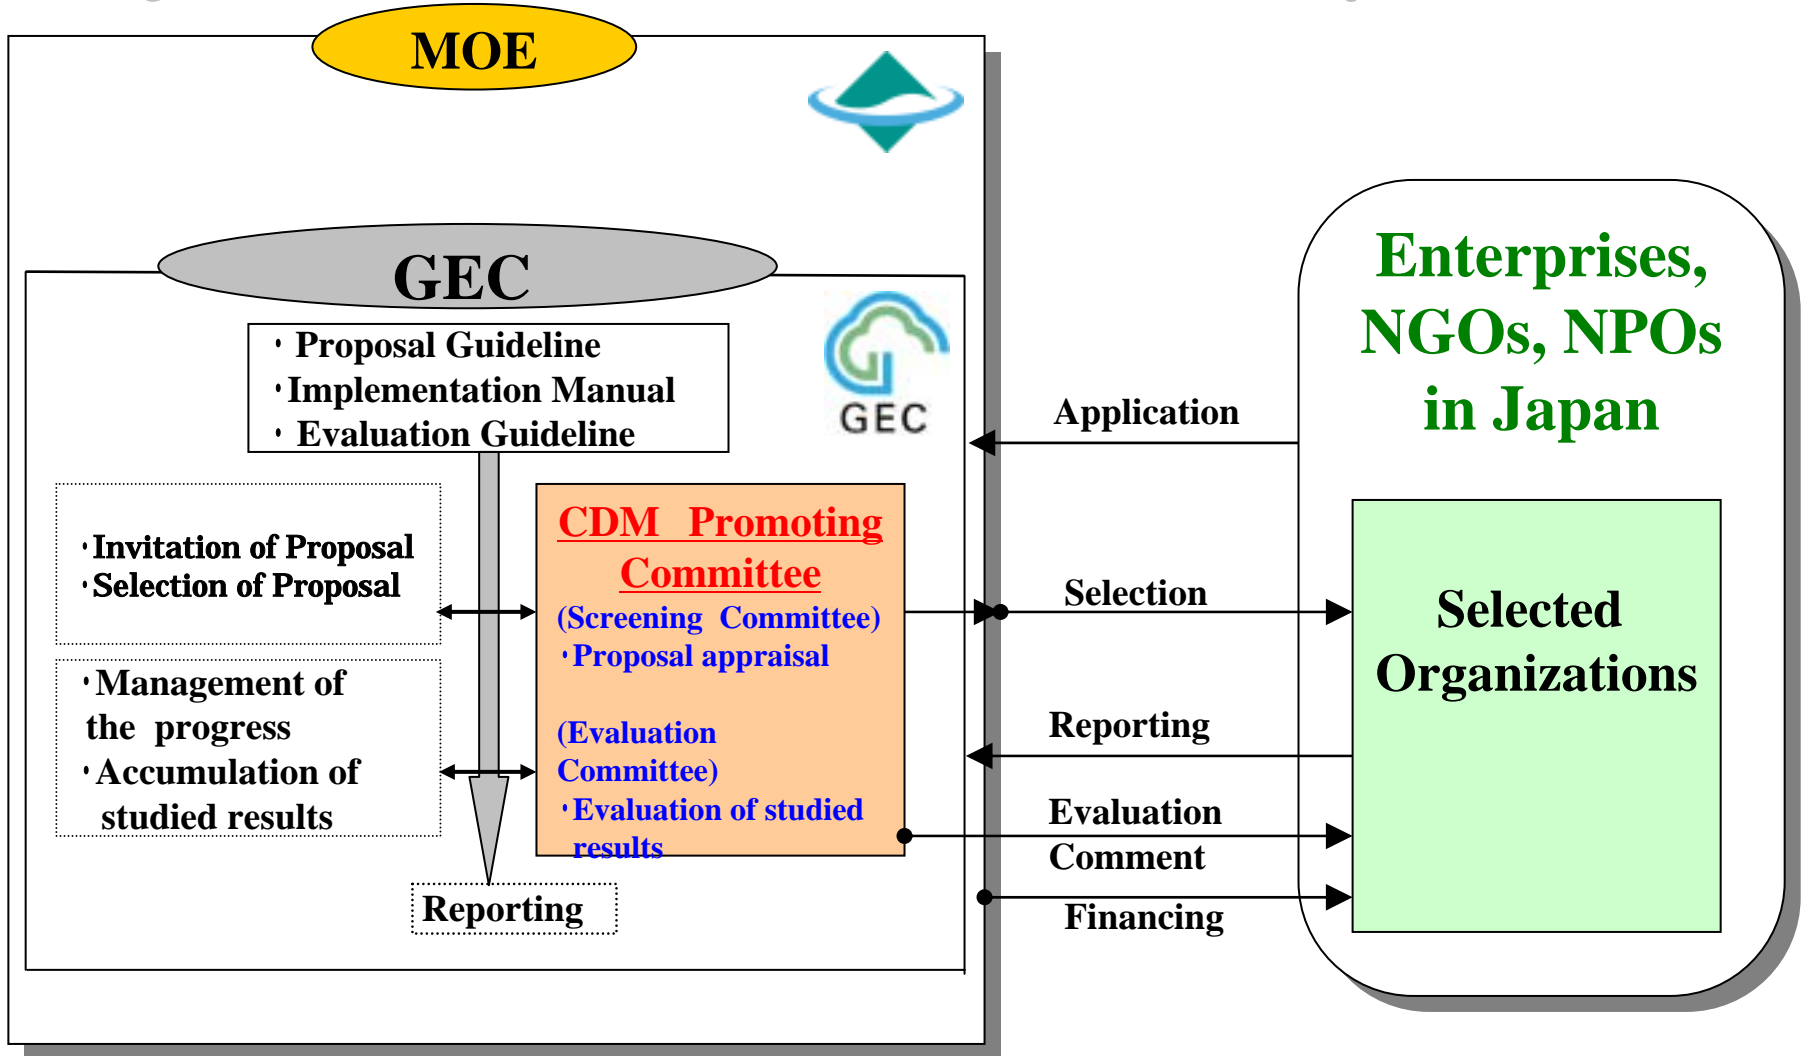 MOE
GEC
· Proposal Guideline
·Implementation Manual
· Evaluation Guideline
GEC
·Invitation of Proposal
·Selection of Proposal
·Management of
the progress
·Accumulation of
studied results
CDM Promoting
Committee
(Screening Committee)
·Proposal appraisal
(Evaluation
Committee)
·Evaluation of studied
results
Reporting
Application
Selection
Reporting
Evaluation
Comment
Financing
Enterprises,
NGOs, NPOs
in Japan
Selected
Organizations